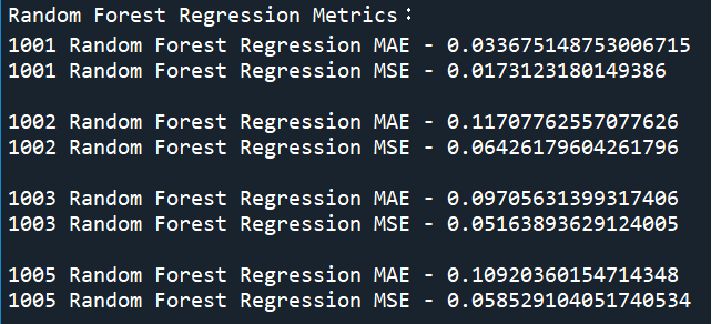 Random Forest Regression Metrics：
1001 Random Forest Regression MAE - 0.033675148753006715
1001 Random Forest Regression MSE - 0.0173123180149386
1002 Random Forest Regression MAE - 0.11707762557077626
1002 Random Forest Regression MSE - 0.06426179604261796
1003 Random Forest Regression MAE - 0.09705631399317406
1003 Random Forest Regression MSE - 0.05163893629124005
1005 Random Forest Regression MAE - 0.10920360154714348
1005 Random Forest Regression MSE - 0.058529104051740534